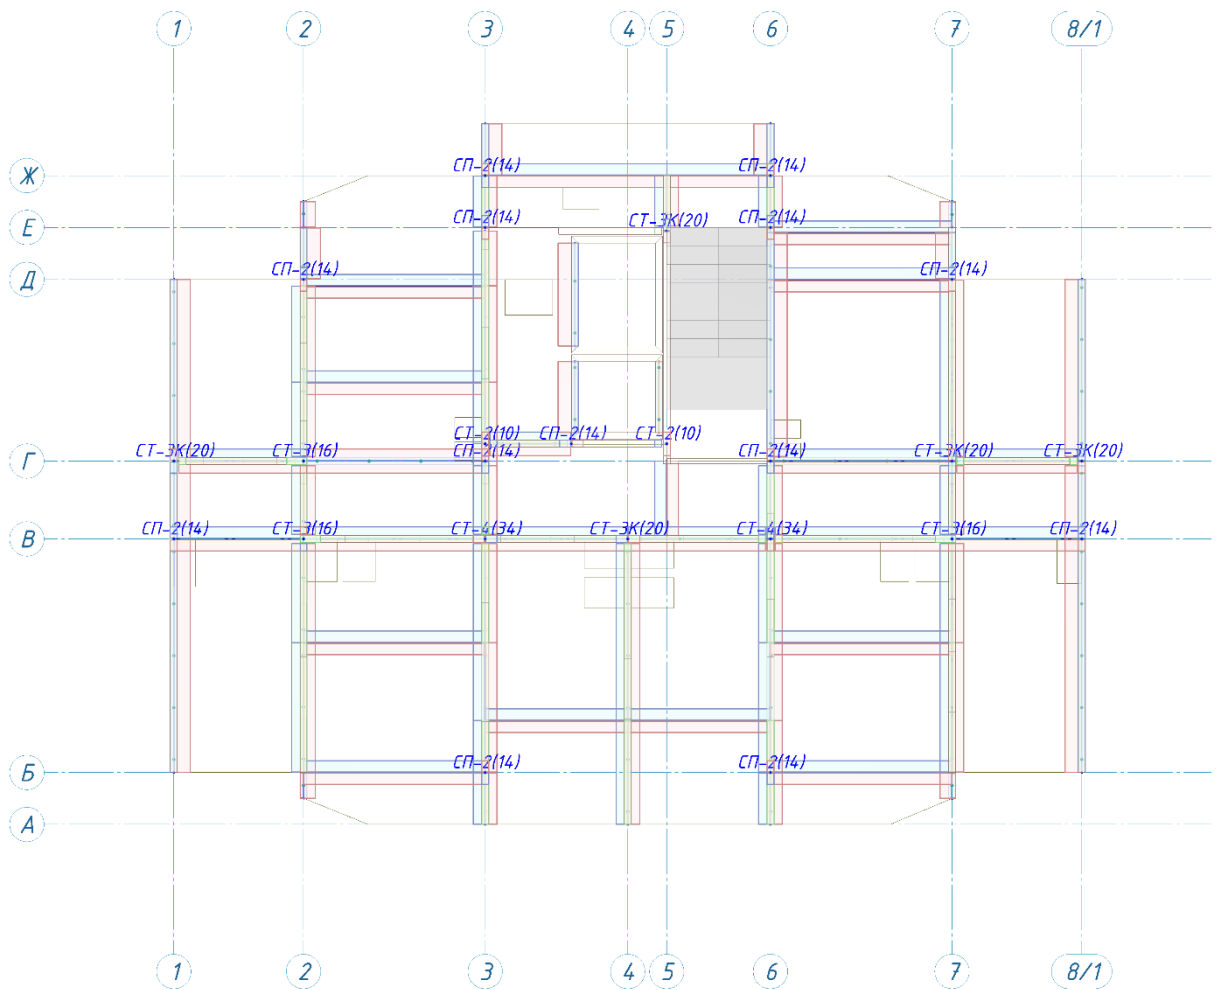 1 2 3 4 5 6 7 8/1
Ж СП-2(14) СП-2(14)
Е СП-2(14) СТ-3К(20) СП-2(14)
Д СП-2(14) СП-2(14)
СТ-2(10) СП-2(14) СТ-2(10)
Г СТ-3К(20) СТ-3(16) СП-2(14) СП-2(14) СТ-3К(20) СТ-3К(20)
В СП-2(14) СТ-3(16) СТ-4(34) СТ-3К(20) СТ-4(34) СТ-3(16) СП-2(14)
Б СП-2(14) СП-2(14)
А
1 2 3 4 5 6 7 8/1